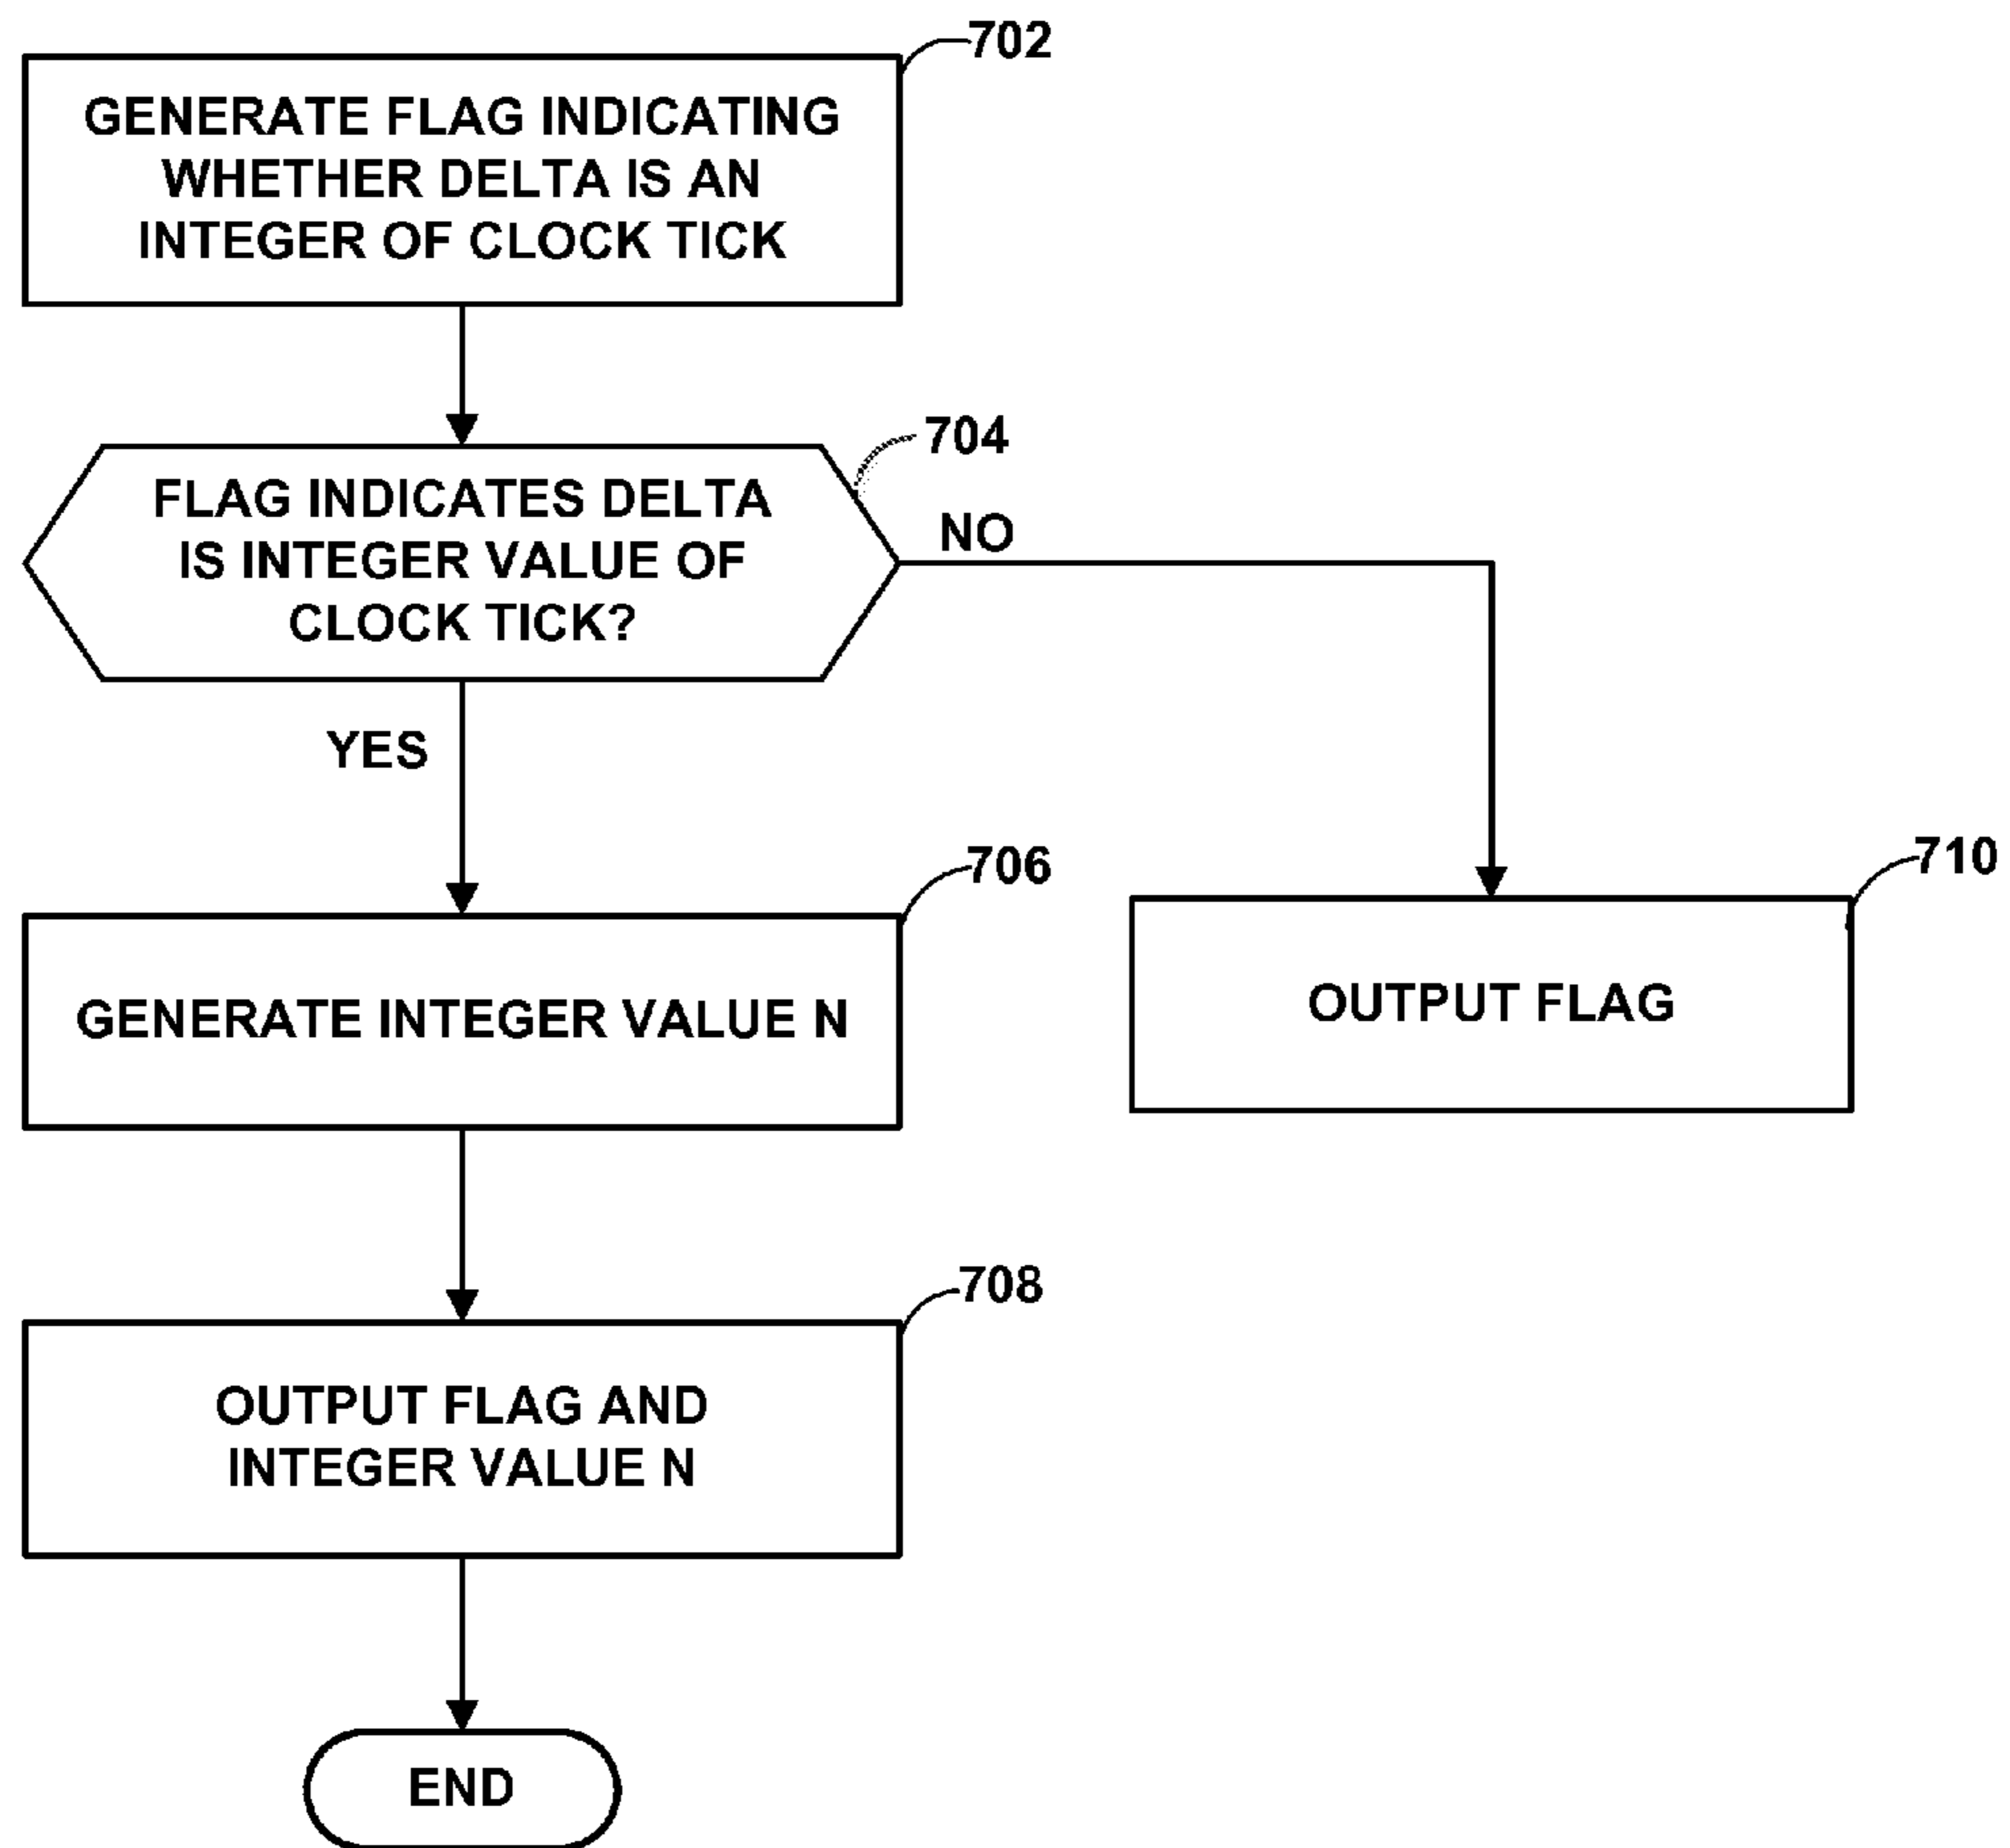 702
GENERATE FLAG INDICATING
WHETHER DELTA IS AN
INTEGER OF CLOCK TICK
704
FLAG INDICATES DELTA
IS INTEGER VALUE OF
CLOCK TICK?
NO
YES
706
GENERATE INTEGER VALUE N
710
OUTPUT FLAG
708
OUTPUT FLAG AND
INTEGER VALUE N
END